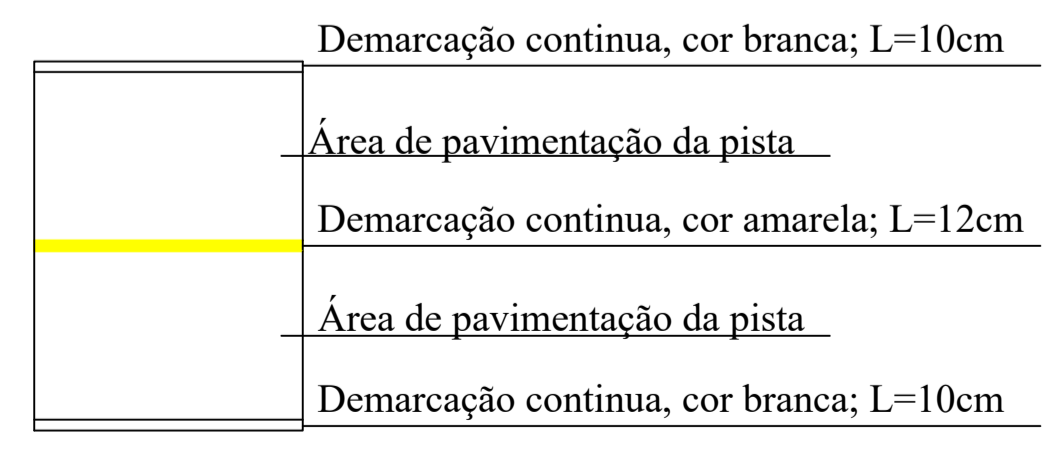 Demarcação continua, cor branca; L=10cm
Área de pavimentação da pista
Demarcação continua, cor amarela; L=12cm
Área de pavimentação da pista
Demarcação continua, cor branca; L=10cm